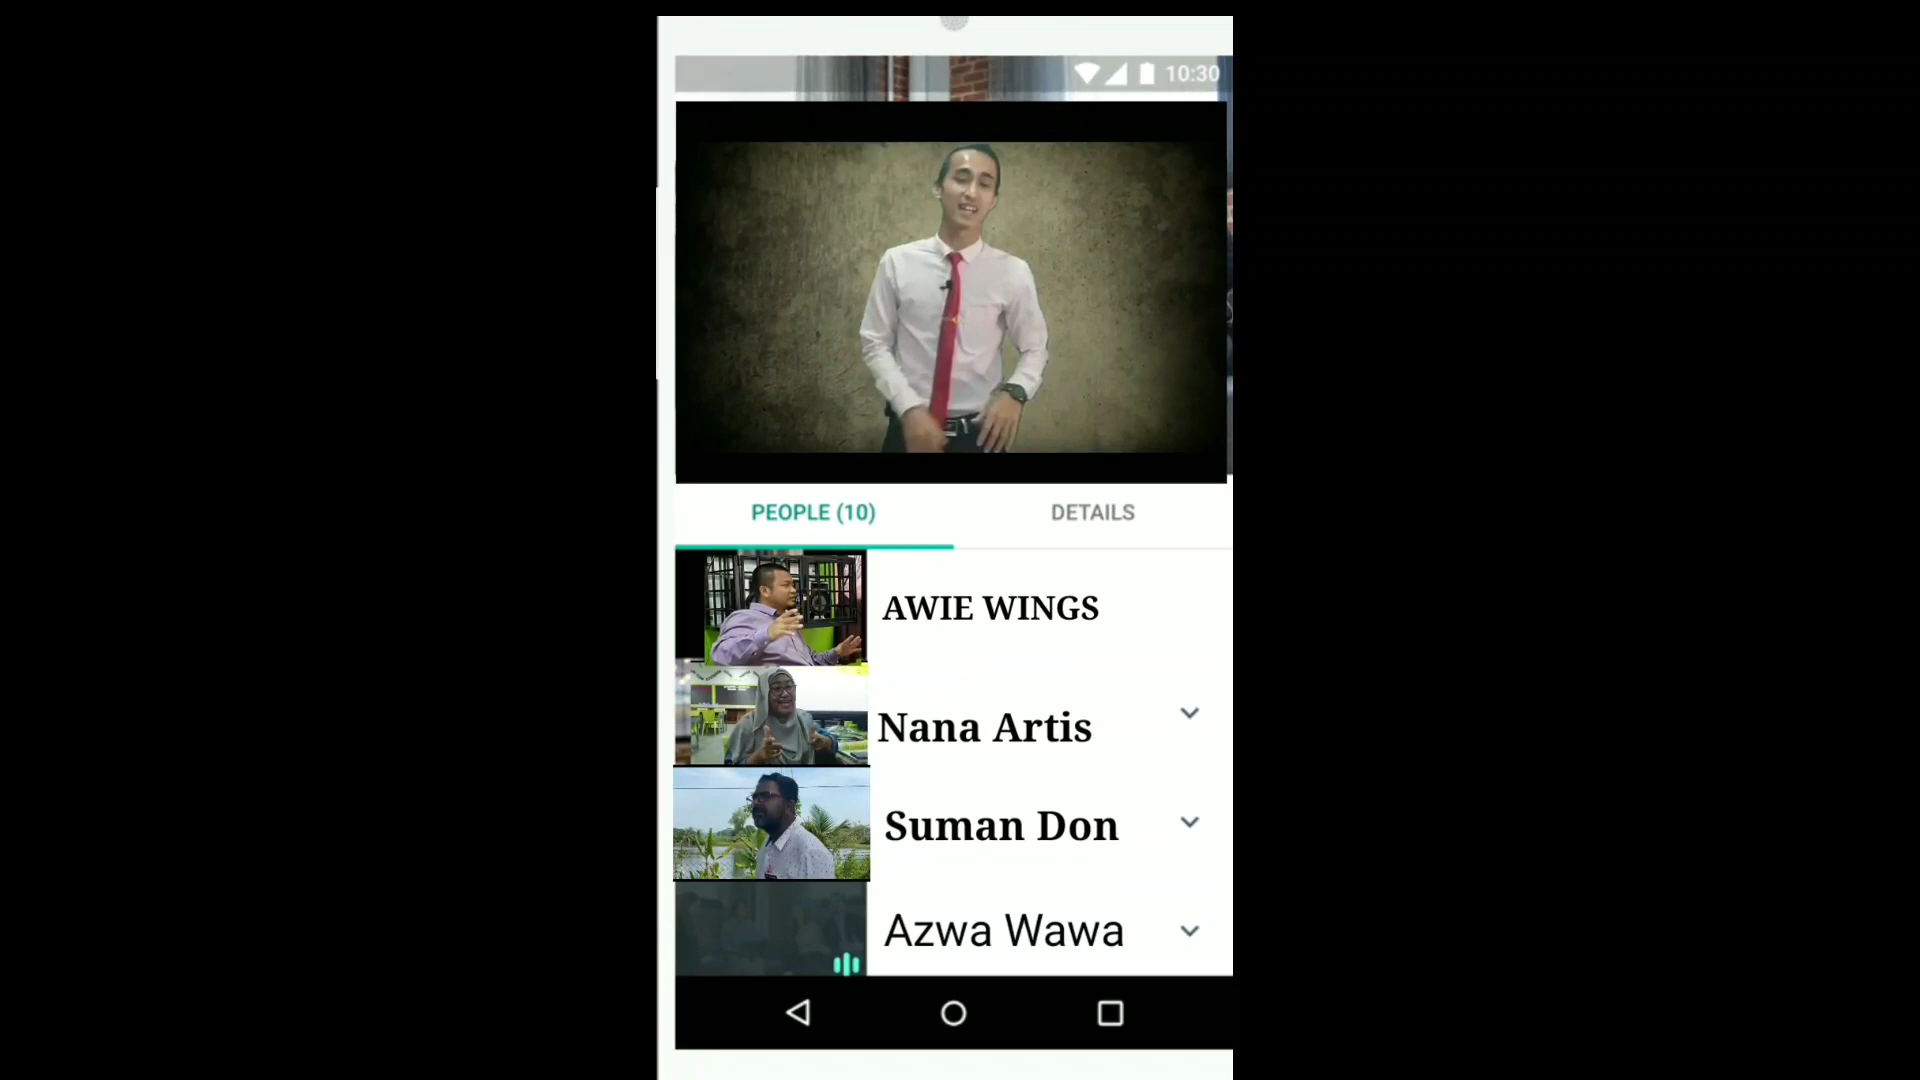 10:30
PEOPLE (10)
DETAILS
AWIE WINGS
Nana Artis
Suman Don
Azwa Wawa